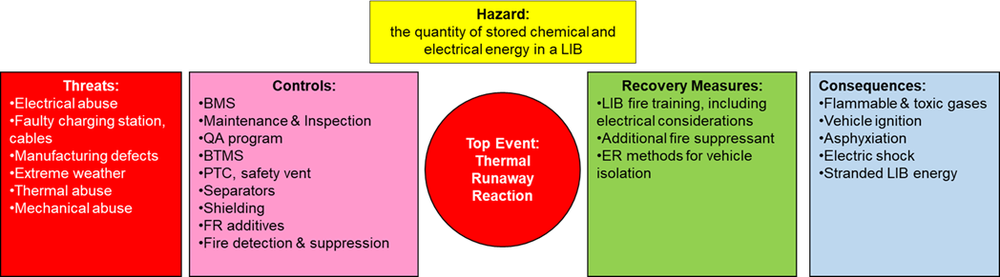 Hazard:
the quantity of stored chemical and
electrical energy in a LIB
Threats:
•Electrical abuse
•Faulty charging station,
cables
•Manufacturing defects
•Extreme weather
•Thermal abuse
•Mechanical abuse
Controls:
•BMS
•Maintenance & Inspection
•QA program
•BTMS
•PTC, safety vent
•Separators
•Shielding
•FR additives
•Fire detection & suppression
Top Event:
Thermal
Runaway
Reaction
Recovery Measures:
•LIB fire training, including
electrical considerations
•Additional fire suppressant
•ER methods for vehicle
isolation
Consequences:
•Flammable & toxic gases
•Vehicle ignition
•Asphyxiation
•Electric shock
•Stranded LIB energy